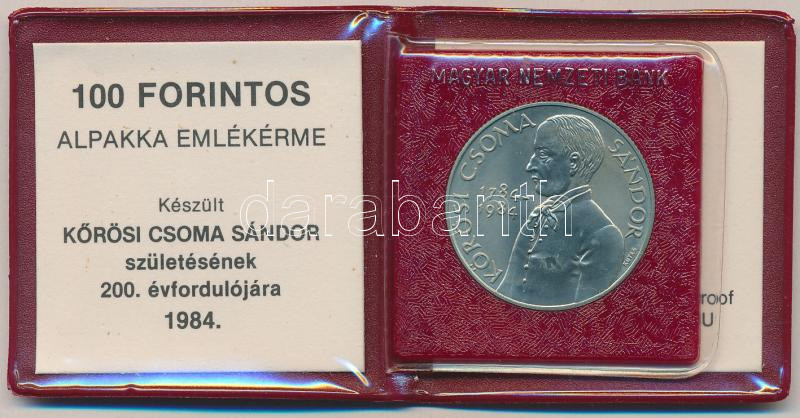 100 FORINTOS
ALPAKKA EMLÉKÉRME
Készült
KŐRÖSI CSOMA SÁNDOR
születésének
200. évfordulójára
1984.
MAGYAR NEMZETI BANK
KŐRÖSI CSOMA SÁNDOR
1784
1984
roof
U
darabanth